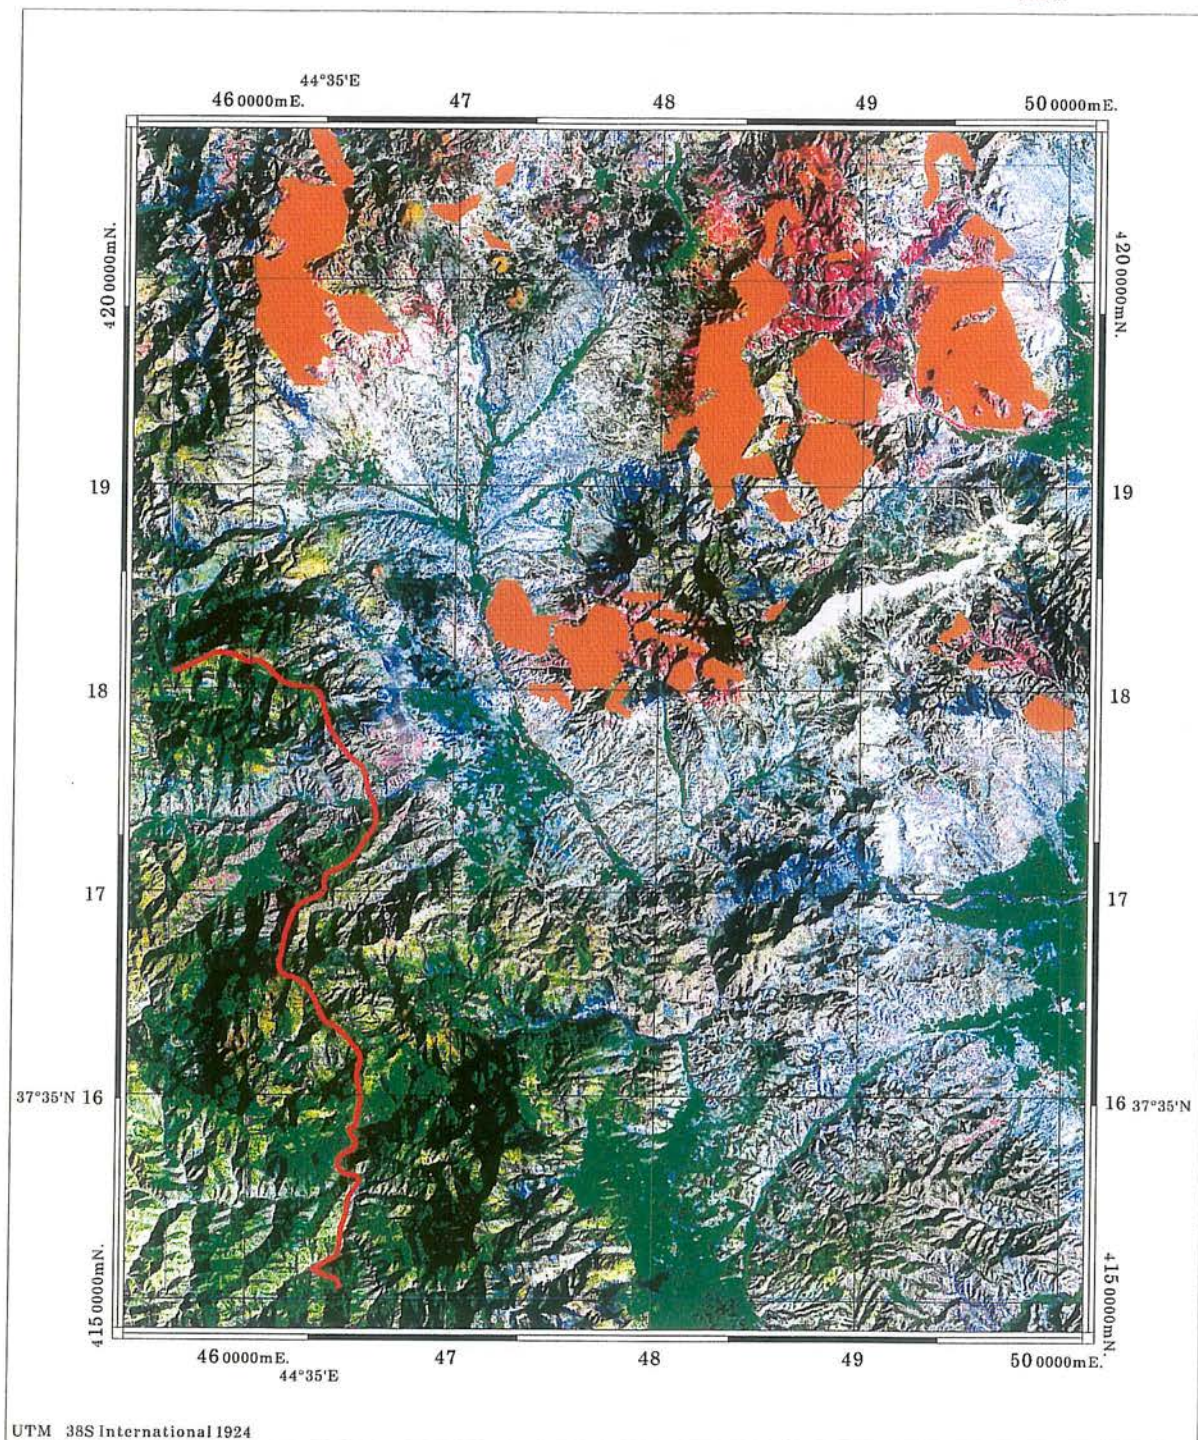 44°35'E
46 0000mE. 47 48 49 50 0000mE.
420 0000mN. 420 0000mN.
19 19
18 18
17 17
37°35'N 16 16 37°35'N
415 0000mN. 415 0000mN.
46 0000mE. 47 48 49 50 0000mE.
44°35'E
UTM 38S International 1924